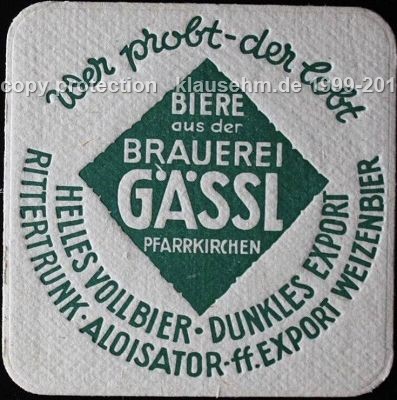 Wer probt - der lobt
copy protection klausehm.de 1999-201
BIERE
aus der
BRAUEREI
GÄSSL
PFARRKIRCHEN
HELLES VOLLBIER · DUNKLES EXPORT
RITTERTRUNK · ALOISATOR · ff. EXPORT WEIZENBIER